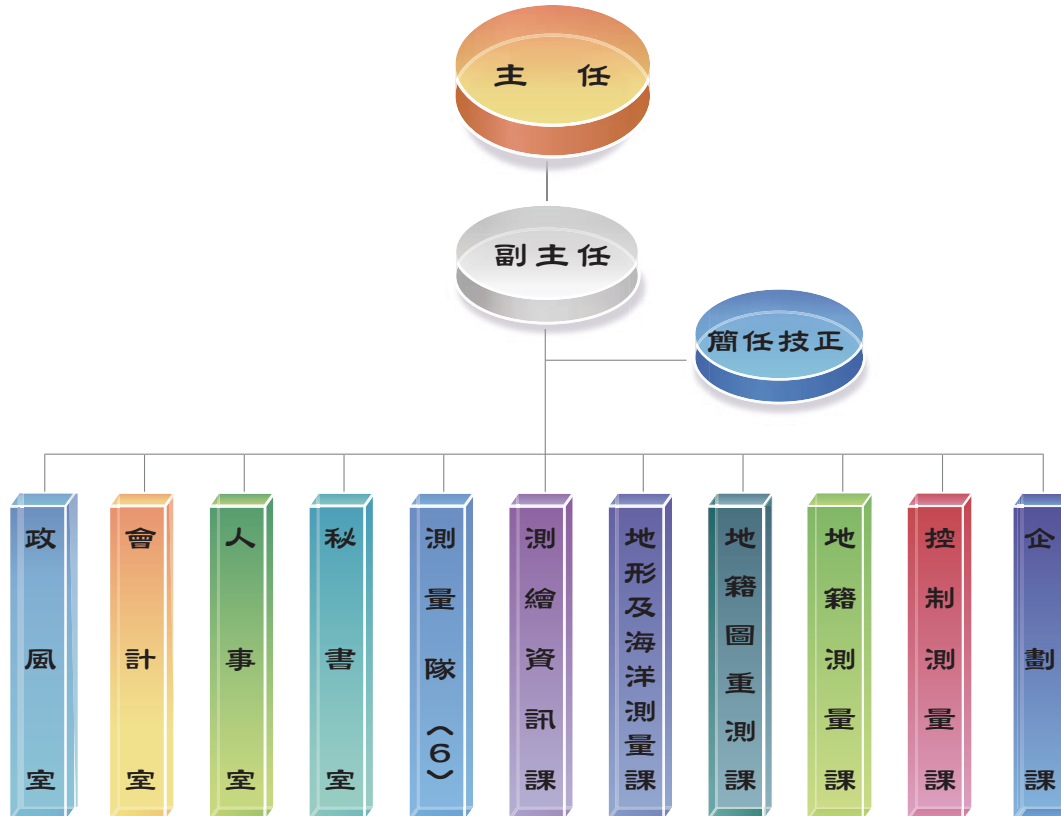 主任
副主任
簡任技正
政風室
會計室
人事室
秘書室
測量隊（6）
測繪資訊課
地形及海洋測量課
地籍圖重測課
地籍測量課
控制測量課
企劃課